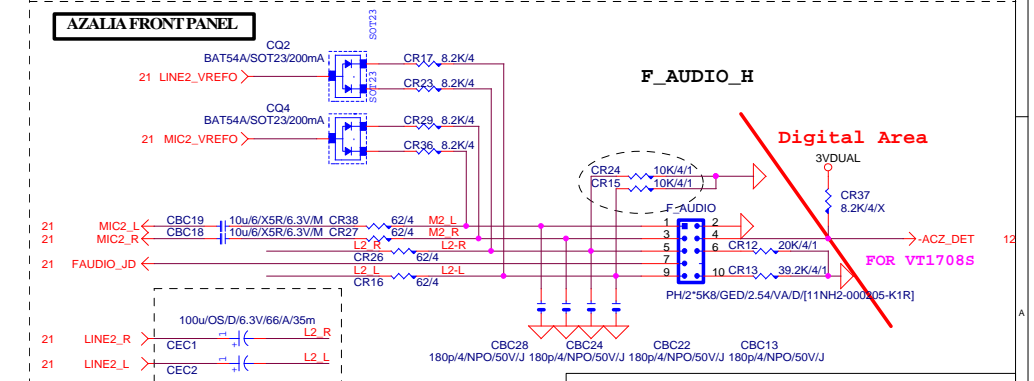 AZALIA FRONT PANEL
SOT23
CQ2
BAT54A/SOT23/200mA
CR17 8.2K/4
21 LINE2_VREFO
SOT23
CR23 8.2K/4
F_AUDIO_H
CQ4
BAT54A/SOT23/200mA
CR29 8.2K/4
21 MIC2_VREFO
CR36 8.2K/4
Digital Area
3VDUAL
CR24 10K/4/1
CR15 10K/4/1
CR37
8.2K/4/X
F_AUDIO
21 MIC2_L CBC19 10u/6/X5R/6.3V/M CR38 62/4 M2_L
21 MIC2_R CBC18 10u/6/X5R/6.3V/M CR27 62/4 M2_R
1 2
3 4
5 6
7
9 10
-ACZ_DET 12
L2_R L2-R
CR12 20K/4/1
CR26 62/4
21 FAUDIO_JD
FOR VT1708S
L2_L L2-L
CR13 39.2K/4/1
CR16 62/4
PH/2*5K8/GED/2.54/VA/D/[11NH2-000205-K1R]
100u/OS/D/6.3V/66/A/35m
21 LINE2_R 1 + L2_R
CEC1
21 LINE2_L 1 + L2_L
CEC2
CBC28 CBC24 CBC22 CBC13
180p/4/NPO/50V/J 180p/4/NPO/50V/J 180p/4/NPO/50V/J 180p/4/NPO/50V/J
A